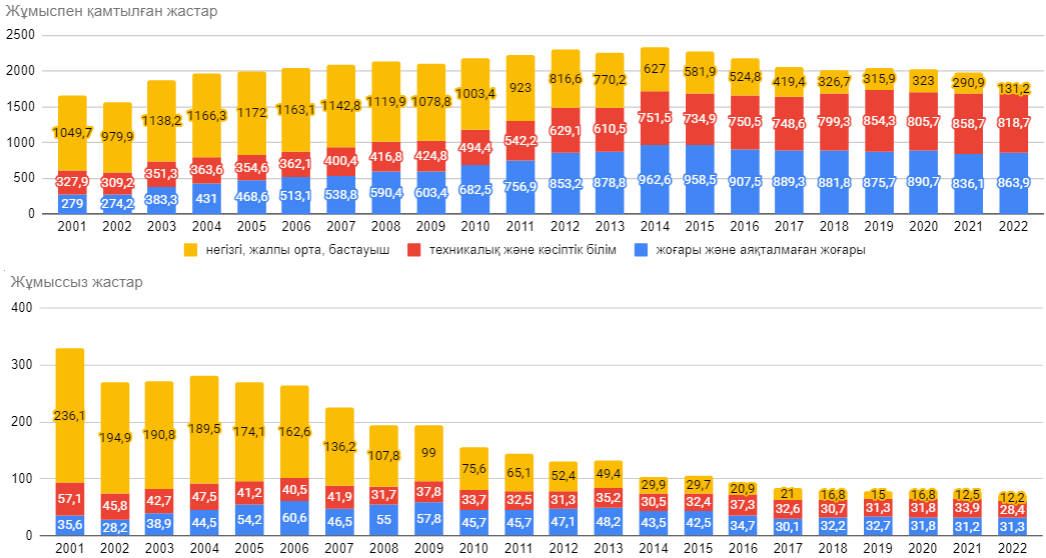 Жұмыспен қамтылған жастар
2500
2000
1500
1000
500
0
1049,7 979,9 1138,2 1166,3 1172 1163,1 1142,8 1119,9 1078,8 1003,4 923 816,6 770,2 627 581,9 524,8 419,4 326,7 315,9 323 290,9 131,2
327,9 309,2 351,3 363,6 354,6 362,1 400,4 416,8 424,8 494,4 542,2 629,1 610,5 751,5 734,9 750,5 748,6 799,3 854,3 805,7 858,7 818,7
279 274,2 383,3 431 468,6 513,1 538,8 590,4 603,4 682,5 756,9 853,2 878,8 962,6 958,5 907,5 889,3 881,8 875,7 890,7 836,1 863,9
2001 2002 2003 2004 2005 2006 2007 2008 2009 2010 2011 2012 2013 2014 2015 2016 2017 2018 2019 2020 2021 2022
негізгі, жалпы орта, бастауыш техникалық және кәсіптік білім жоғары және аяқталмаған жоғары
Жұмыссыз жастар
400
300
200
100
0
236,1 194,9 190,8 189,5 174,1 162,6 136,2 107,8 99 75,6 65,1 52,4 49,4 29,9 29,7 20,9 21 16,8 15 16,8 12,5 12,2
57,1 45,8 42,7 47,5 41,2 40,5 41,9 31,7 37,8 33,7 32,5 31,3 35,2 30,5 32,4 37,3 32,6 30,7 31,3 31,8 33,9 28,4
35,6 28,2 38,9 44,5 54,2 60,6 46,5 55 57,8 45,7 45,7 47,1 48,2 43,5 42,5 34,7 30,1 32,2 32,7 31,8 31,2 31,3
2001 2002 2003 2004 2005 2006 2007 2008 2009 2010 2011 2012 2013 2014 2015 2016 2017 2018 2019 2020 2021 2022